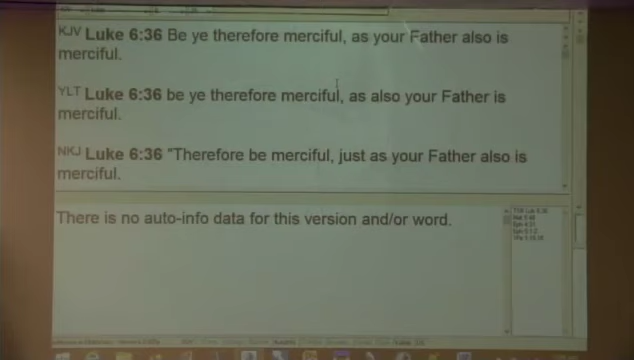 KJV Luke 6:36 Be ye therefore merciful, as your Father also is
merciful.
YLT Luke 6:36 be ye therefore merciful, as also your Father is
merciful.
NKJ Luke 6:36 "Therefore be merciful, just as your Father also is
merciful.
There is no auto-info data for this version and/or word.